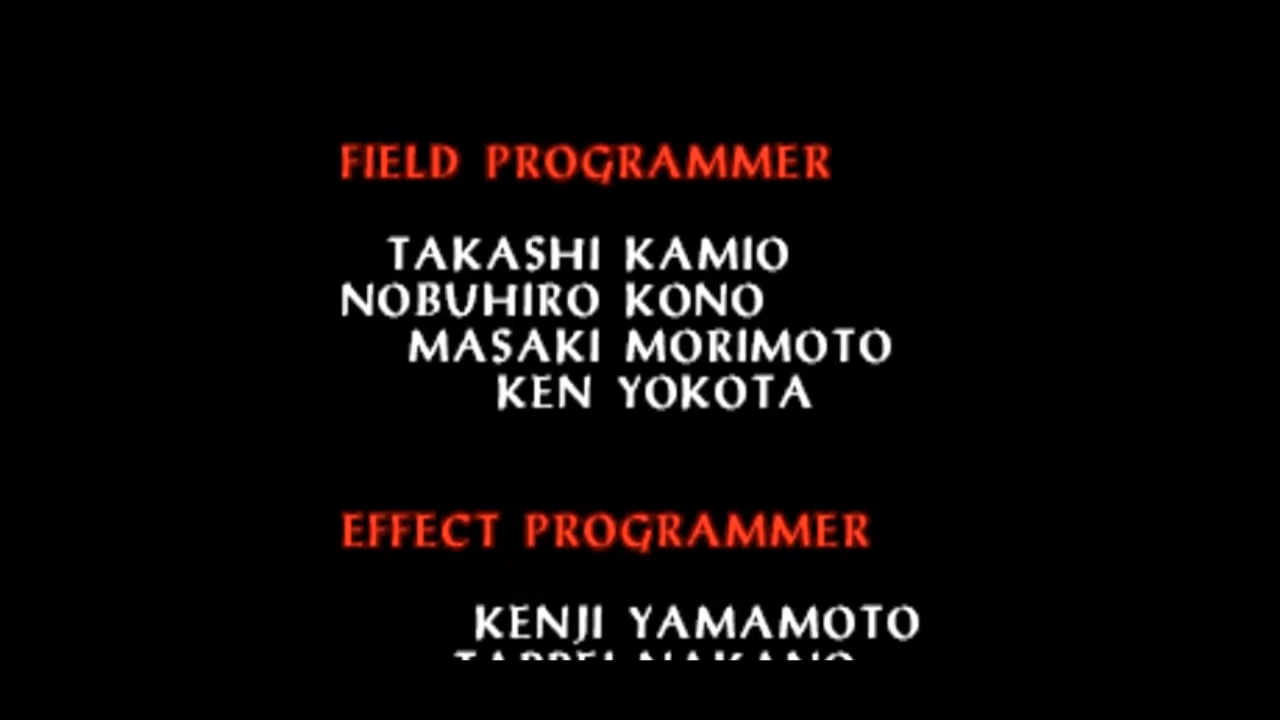 FIELD PROGRAMMER
TAKASHI KAMIO
NOBUHIRO KONO
MASAKI MORIMOTO
KEN YOKOTA
EFFECT PROGRAMMER
KENJI YAMAMOTO